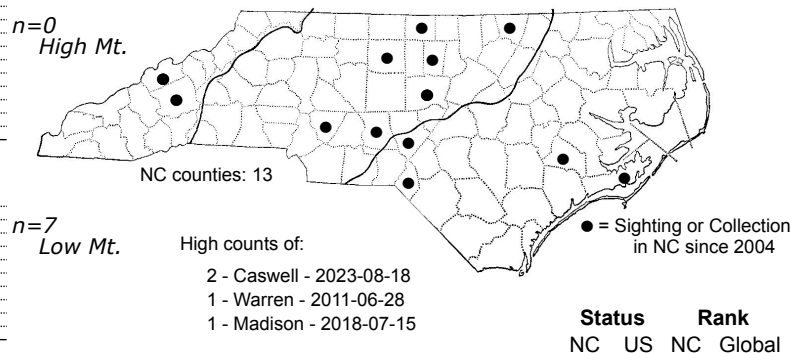 n=0
High Mt.
NC counties: 13
n=7
Low Mt.
High counts of:
2 - Caswell - 2023-08-18
1 - Warren - 2011-06-28
1 - Madison - 2018-07-15
● = Sighting or Collection
in NC since 2004
Status Rank
NC US NC Global